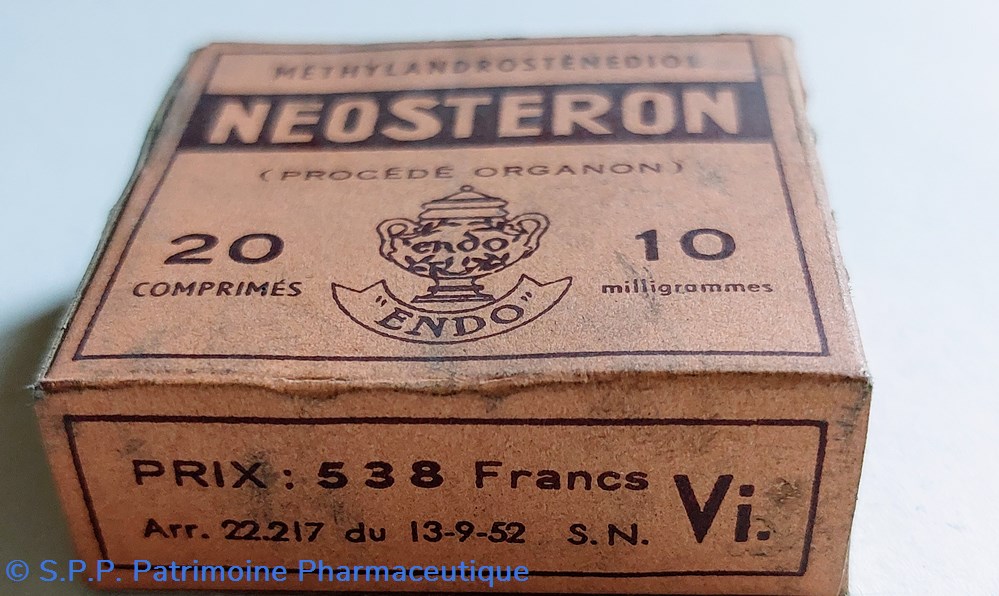 METHYLANDROSTÈNEDIOL
NEOSTERON
(PROCÉDÉ ORGANON)
endo
20 10
COMPRIMÉS milligrammes
"ENDO"
PRIX : 538 Francs
Vi.
Arr. 22.217 du 13-9-52 S.N.
© S.P.P. Patrimoine Pharmaceutique